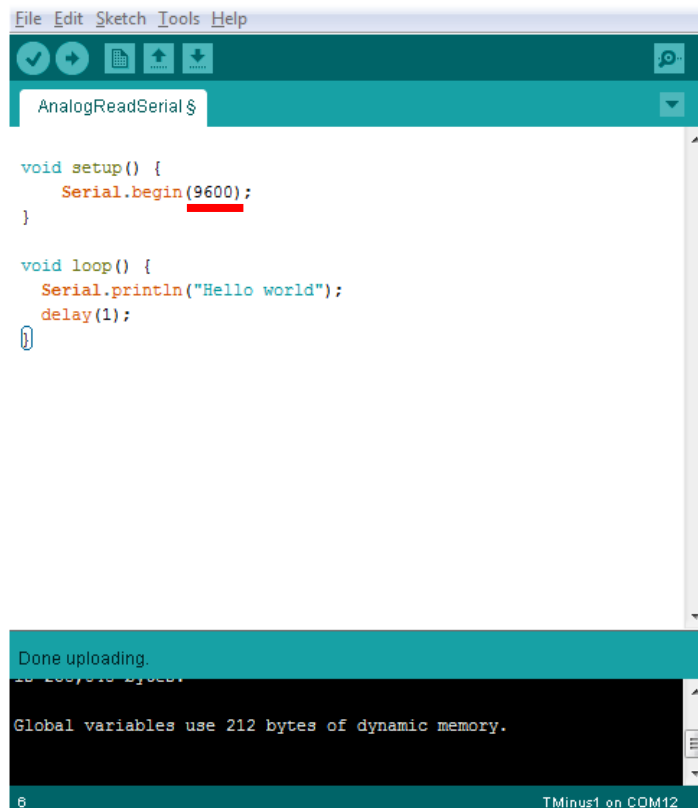 File Edit Sketch Tools Help
AnalogReadSerial §
void setup() {
Serial.begin(9600);
}
void loop() {
Serial.println("Hello world");
delay(1);
}
Done uploading.
Global variables use 212 bytes of dynamic memory.
6 TMinus1 on COM12